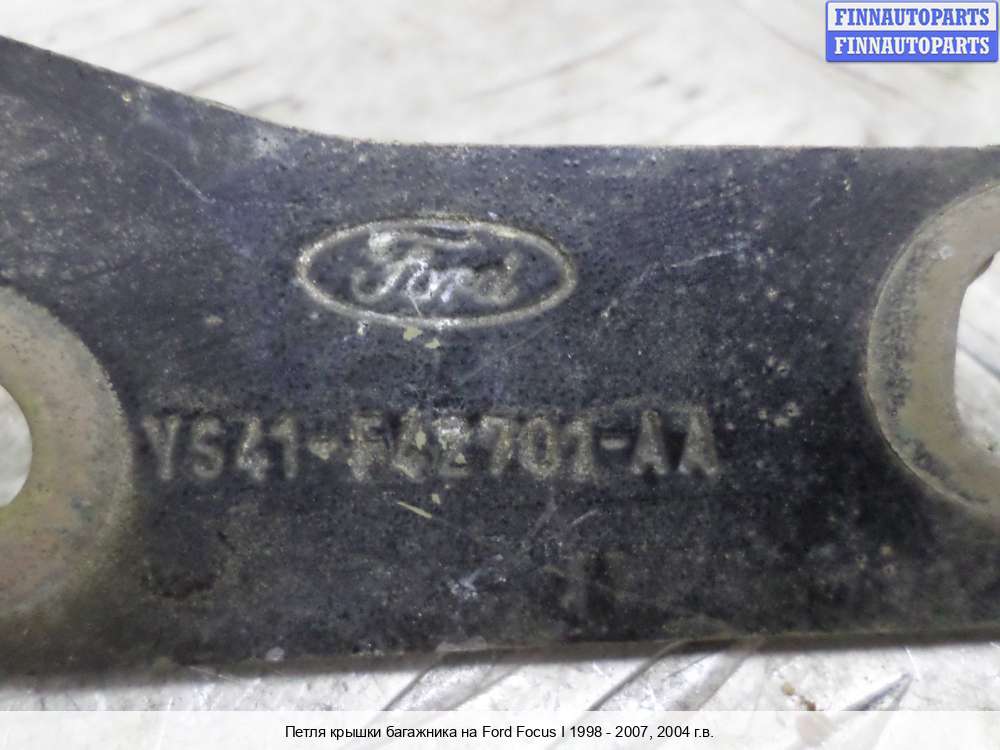 FINNAUTOPARTS
FINNAUTOPARTS
Ford
YS41-F42701-AA
Петля крышки багажника на Ford Focus I 1998 - 2007, 2004 г.в.